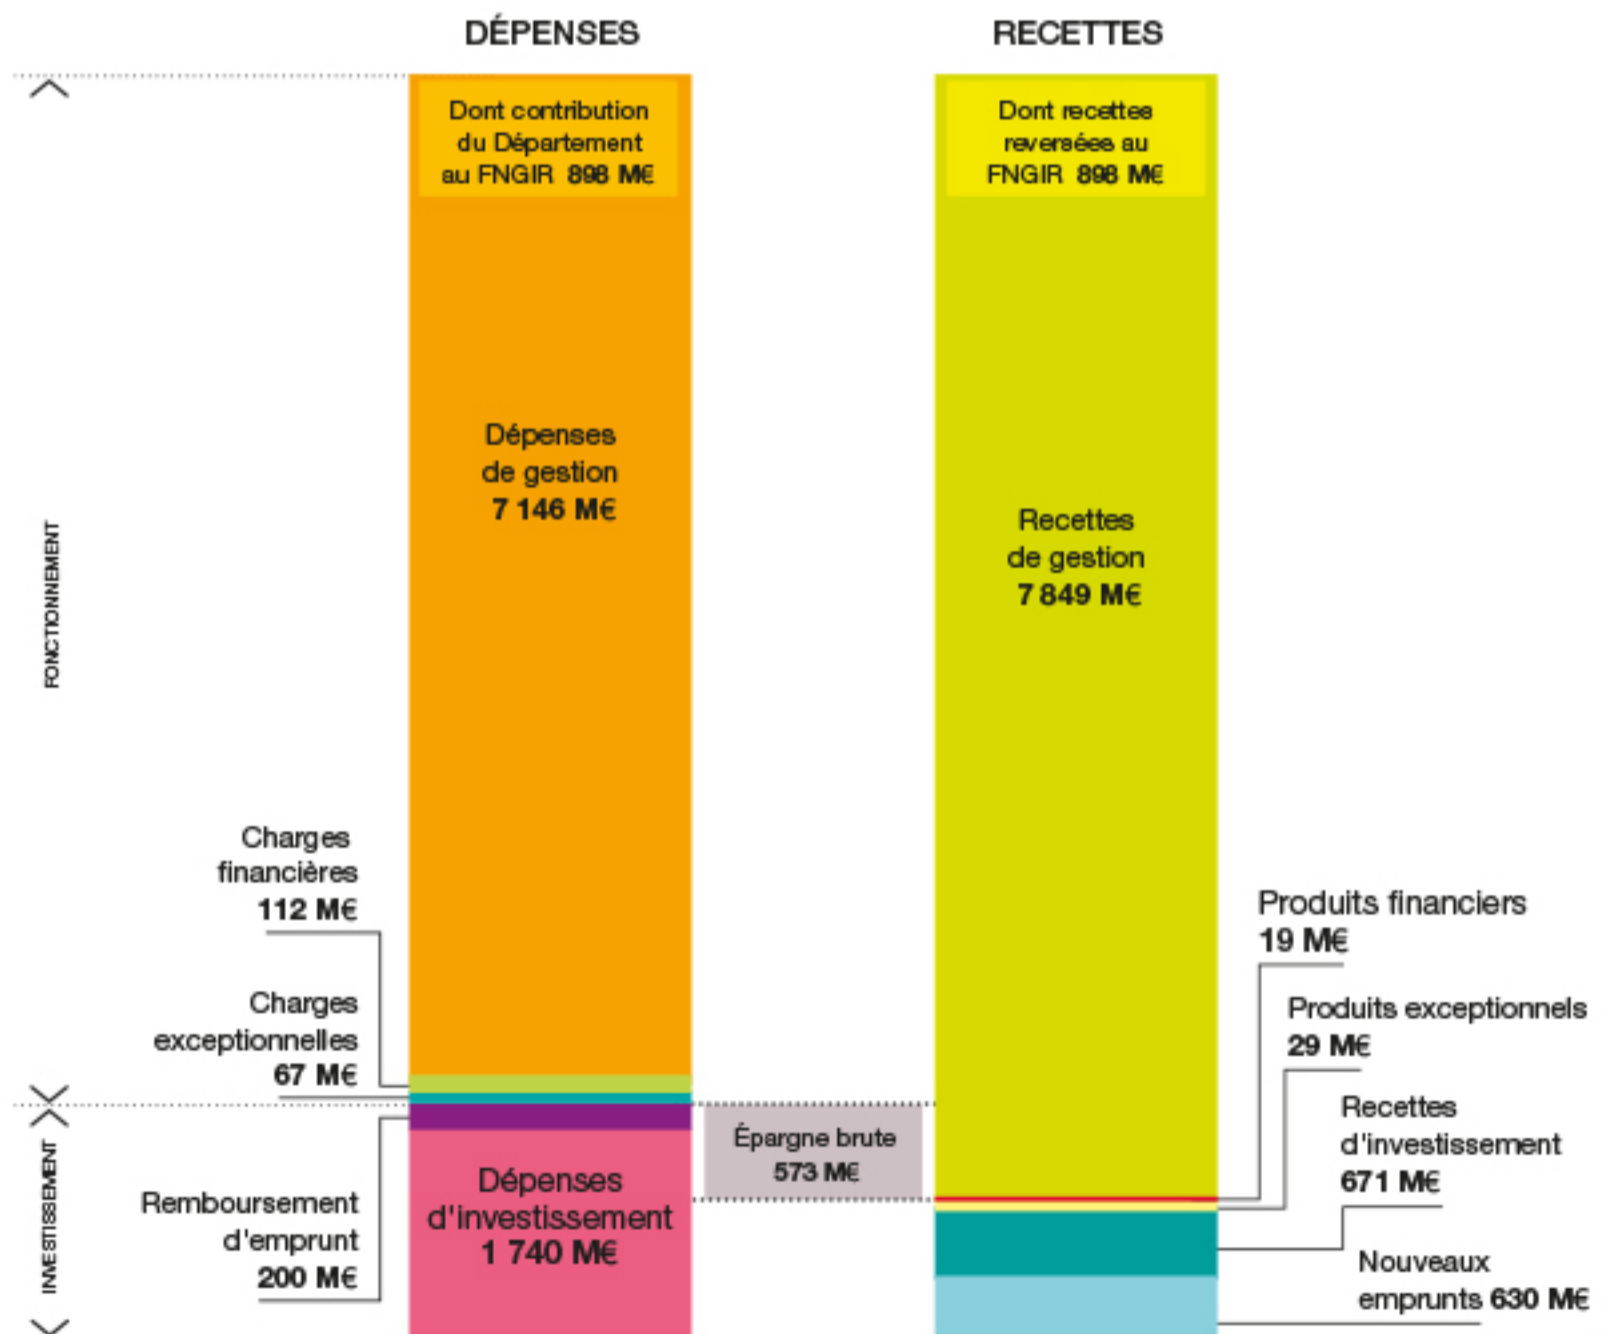 DÉPENSES
RECETTES
Dont contribution
du Département
au FNGIR 898 M€
Dont recettes
reversées au
FNGIR 898 M€
Dépenses
de gestion
7 146 M€
Recettes
de gestion
7 849 M€
FONCTIONNEMENT
Charges
financières
112 M€
Charges
exceptionnelles
67 M€
Produits financiers
19 M€
Produits exceptionnels
29 M€
Épargne brute
573 M€
Recettes
d'investissement
671 M€
INVESTISSEMENT
Remboursement
d'emprunt
200 M€
Dépenses
d'investissement
1 740 M€
Nouveaux
emprunts 630 M€